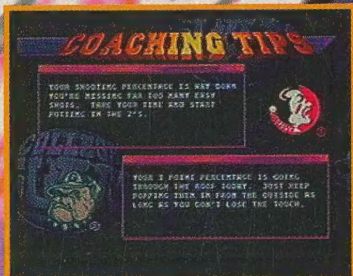 COACHING TIPS
YOUR SHOOTING PERCENTAGE IS WAY DOWN
YOU'RE MISSING FAR TOO MANY EASY
SHOTS. TAKE YOUR TIME AND START
PUTTING IN THE 2'S.
YOUR 3 POINT PERCENTAGE IS GOING
THROUGH THE ROOF TODAY. JUST KEEP
POPPING THEM IN FROM THE OUTSIDE AS
LONG AS YOU DON'T LOSE THE TOUCH.